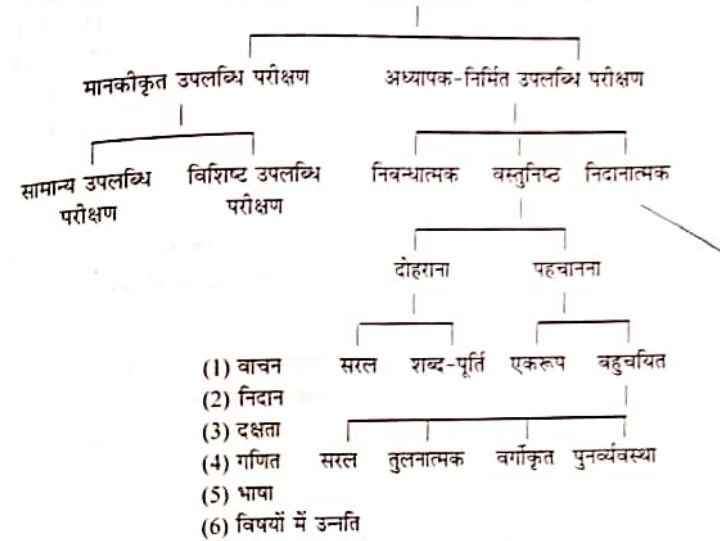 मानकीकृत उपलब्धि परीक्षण अध्यापक-निर्मित उपलब्धि परीक्षण
सामान्य उपलब्धि परीक्षण विशिष्ट उपलब्धि परीक्षण निबन्धात्मक वस्तुनिष्ठ निदानात्मक
दोहराना पहचानना
(1) वाचन सरल शब्द-पूर्ति एकरूप बहुचयित
(2) निदान
(3) दक्षता
(4) गणित सरल तुलनात्मक वर्गीकृत पुनर्व्यवस्था
(5) भाषा
(6) विषयों में उन्नति